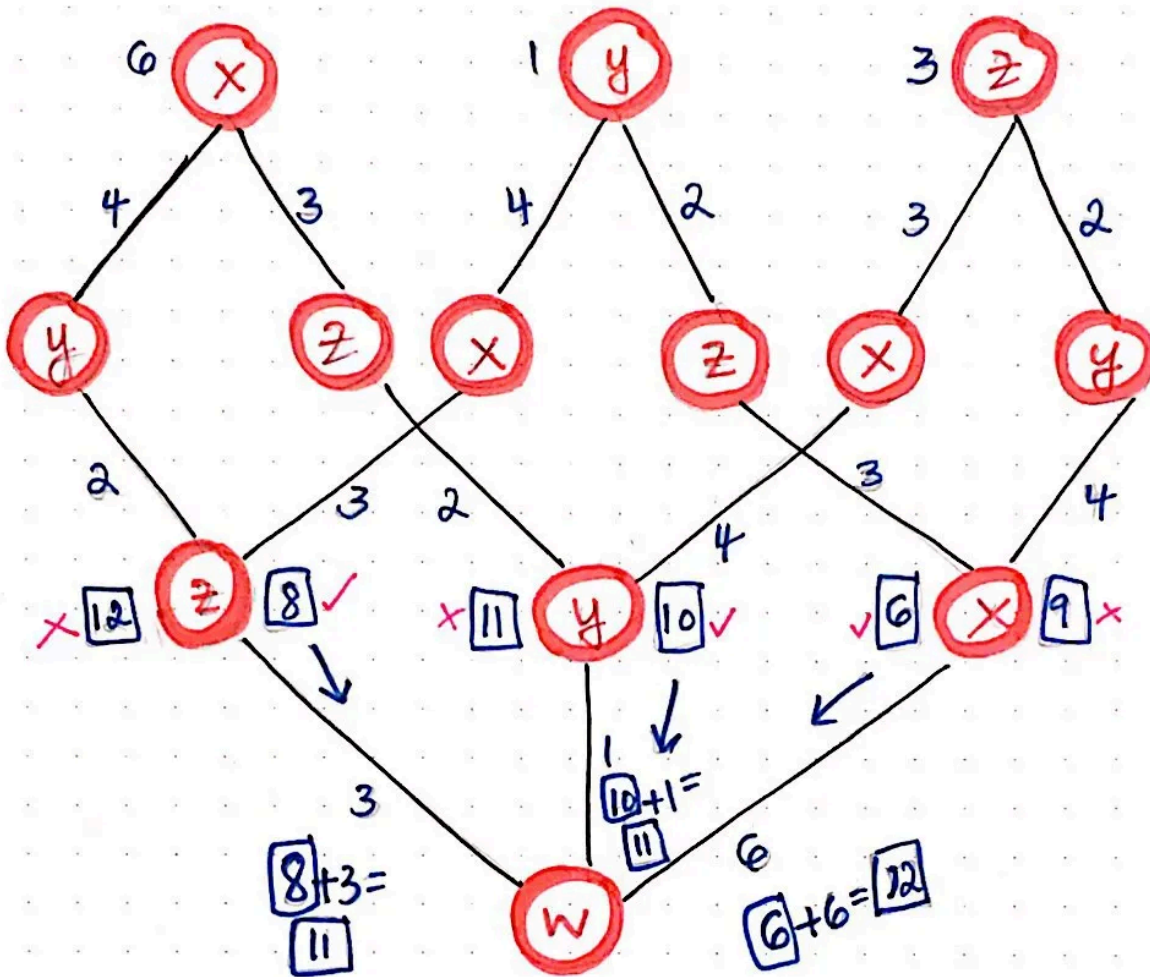 6 x 1 y 3 z
4 3 4 2 3 2
y z x z x y
2 3 2 4 3 4
x 12 z 8 ✓ x 11 y 10 ✓ ✓ 6 x 9 x
3 1 6
10+1=
11
8+3=
11
6+6=12
w